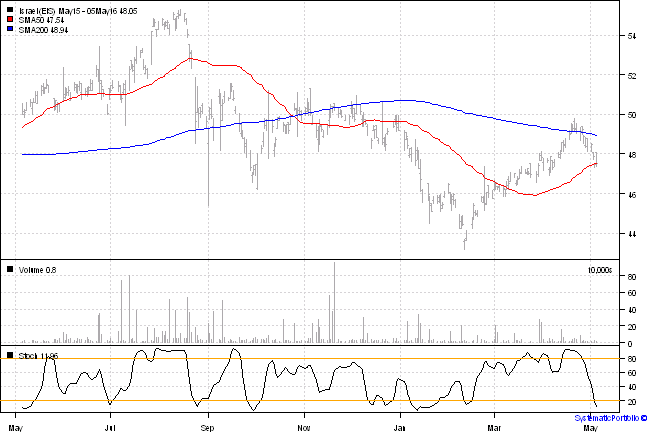 Israel(EIS) May15 - 05May16 48.05
SMA50 47.54
SMA200 48.94
54
52
50
48
46
44
Volume 0.8
10,000s
80
60
40
20
0
Stoch 11.96
80
60
40
20
May Jul Sep Nov Jan Mar May
SystematicPortfolio ©